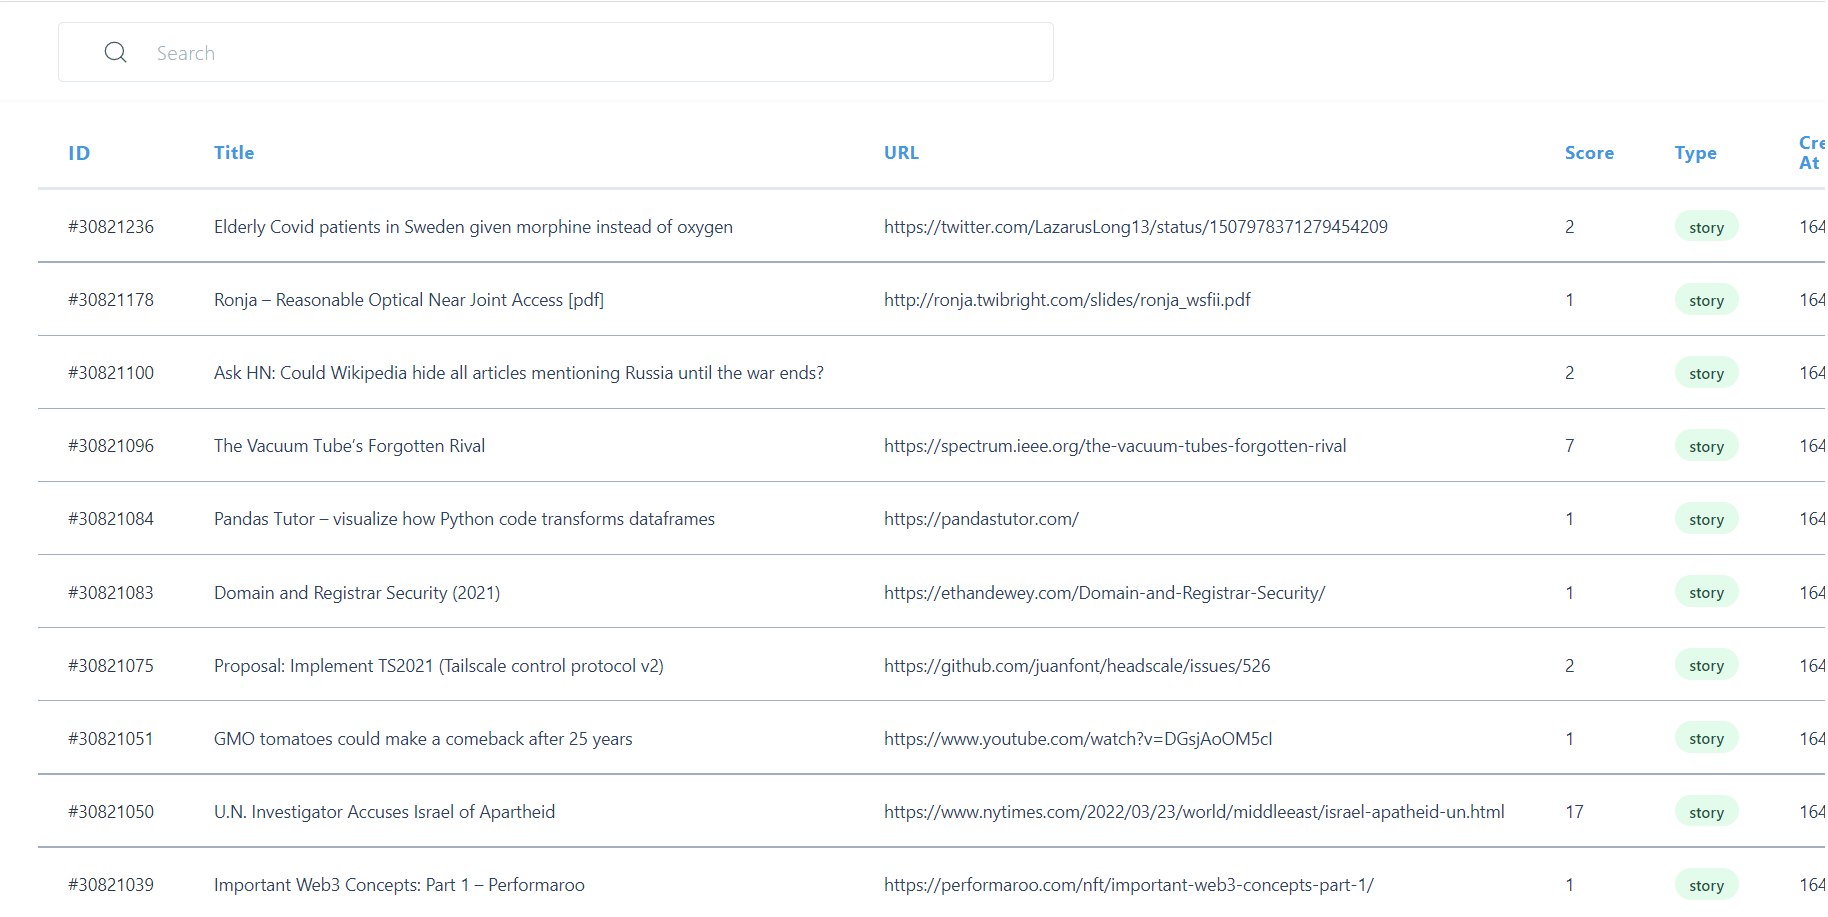 Search
ID Title URL Score Type Cre
At
#30821236 Elderly Covid patients in Sweden given morphine instead of oxygen https://twitter.com/LazarusLong13/status/1507978371279454209 2 story 164
#30821178 Ronja – Reasonable Optical Near Joint Access [pdf] http://ronja.twibright.com/slides/ronja_wsfii.pdf 1 story 164
#30821100 Ask HN: Could Wikipedia hide all articles mentioning Russia until the war ends? 2 story 164
#30821096 The Vacuum Tube’s Forgotten Rival https://spectrum.ieee.org/the-vacuum-tubes-forgotten-rival 7 story 164
#30821084 Pandas Tutor – visualize how Python code transforms dataframes https://pandastutor.com/ 1 story 164
#30821083 Domain and Registrar Security (2021) https://ethandewey.com/Domain-and-Registrar-Security/ 1 story 164
#30821075 Proposal: Implement TS2021 (Tailscale control protocol v2) https://github.com/juanfont/headscale/issues/526 2 story 164
#30821051 GMO tomatoes could make a comeback after 25 years https://www.youtube.com/watch?v=DGsjAoOM5cI 1 story 164
#30821050 U.N. Investigator Accuses Israel of Apartheid https://www.nytimes.com/2022/03/23/world/middleeast/israel-apatheid-un.html 17 story 164
#30821039 Important Web3 Concepts: Part 1 – Performaroo https://performaroo.com/nft/important-web3-concepts-part-1/ 1 story 164